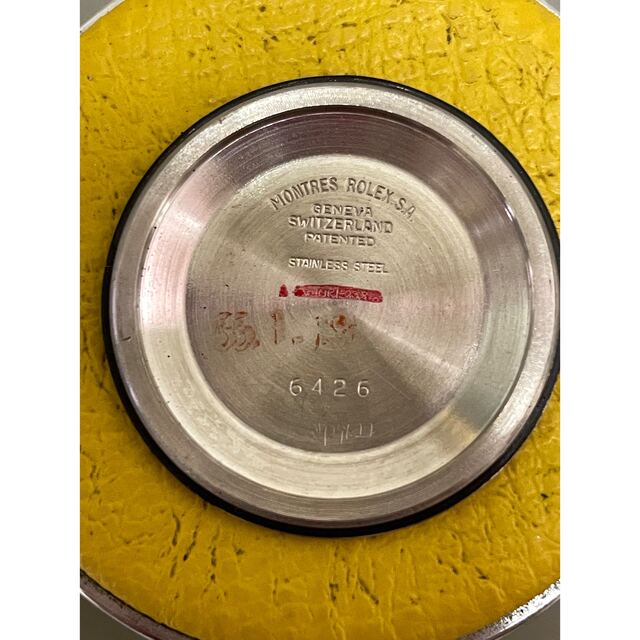 MONTRES ROLEX-S.A.
GENEVA
SWITZERLAND
PATENTED
STAINLESS STEEL
6426